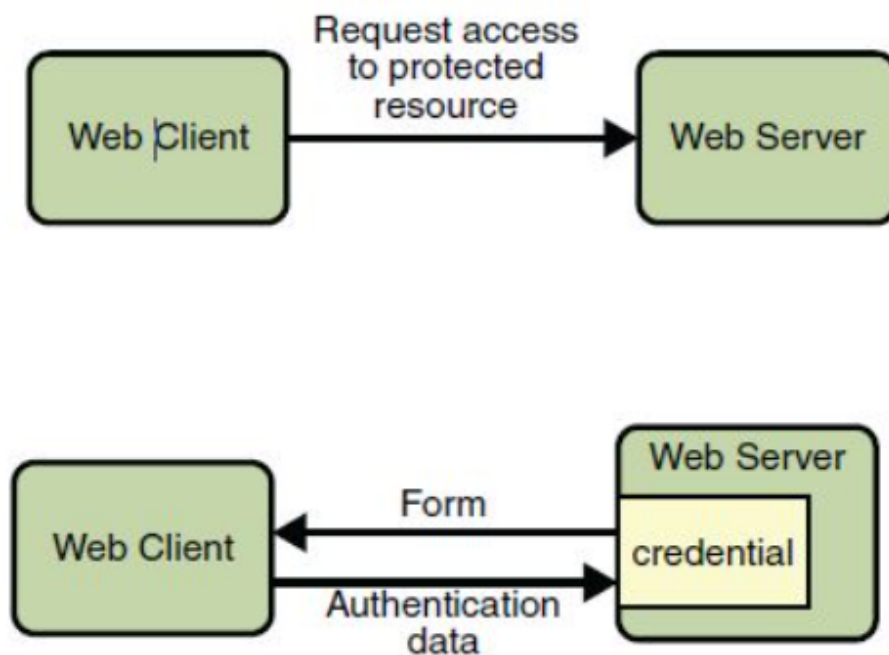 Request access
to protected
resource
Web Client
Web Server
Web Server
Form
Web Client
credential
Authentication
data